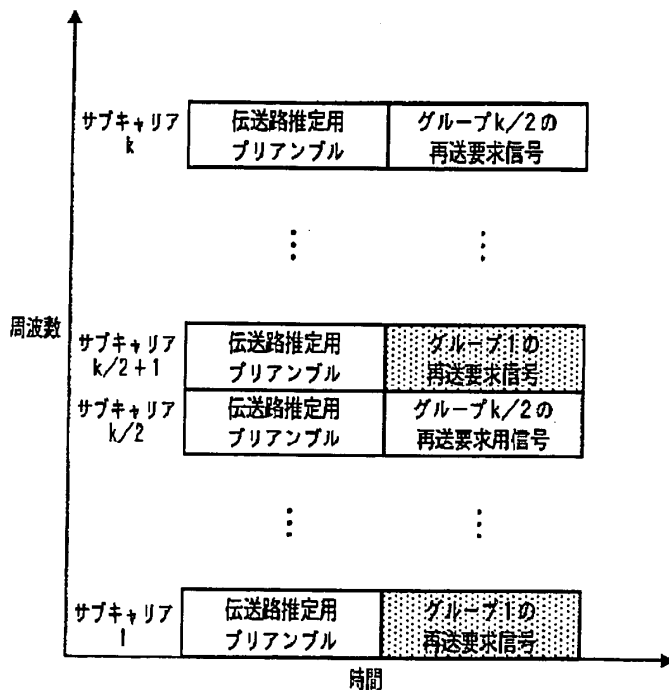 サブキャリア
k
伝送路推定用
プリアンブル
グループk/2の
再送要求信号
周波数
サブキャリア
k/2+1
伝送路推定用
プリアンブル
グループ1の
再送要求信号
サブキャリア
k/2
伝送路推定用
プリアンブル
グループk/2の
再送要求用信号
サブキャリア
1
伝送路推定用
プリアンブル
グループ1の
再送要求信号
時間